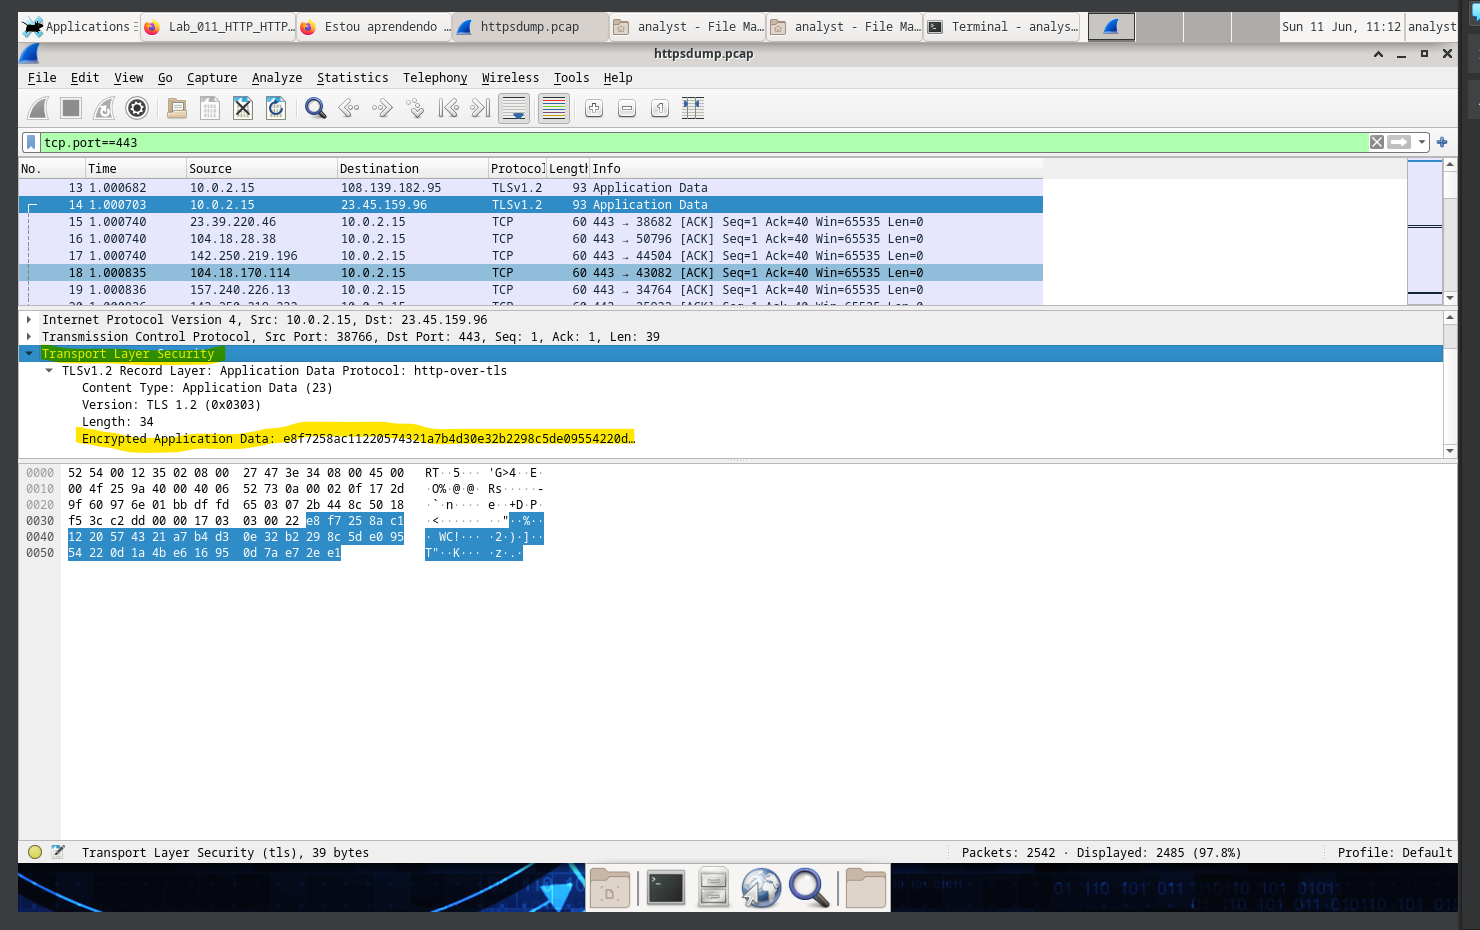 Applications Lab_011_HTTP_HTTP... Estou aprendendo ... httpsdump.pcap analyst - File Ma... analyst - File Ma... Terminal - analys... Sun 11 Jun, 11:12 analyst
httpsdump.pcap
File Edit View Go Capture Analyze Statistics Telephony Wireless Tools Help
tcp.port==443
No. Time Source Destination Protocol Length Info
13 1.000682 10.0.2.15 108.139.182.95 TLSv1.2 93 Application Data
14 1.000703 10.0.2.15 23.45.159.96 TLSv1.2 93 Application Data
15 1.000740 23.39.220.46 10.0.2.15 TCP 60 443 → 38682 [ACK] Seq=1 Ack=40 Win=65535 Len=0
16 1.000740 104.18.28.38 10.0.2.15 TCP 60 443 → 50796 [ACK] Seq=1 Ack=40 Win=65535 Len=0
17 1.000740 142.250.219.196 10.0.2.15 TCP 60 443 → 44504 [ACK] Seq=1 Ack=40 Win=65535 Len=0
18 1.000835 104.18.170.114 10.0.2.15 TCP 60 443 → 43082 [ACK] Seq=1 Ack=40 Win=65535 Len=0
19 1.000836 157.240.226.13 10.0.2.15 TCP 60 443 → 34764 [ACK] Seq=1 Ack=40 Win=65535 Len=0
Internet Protocol Version 4, Src: 10.0.2.15, Dst: 23.45.159.96
Transmission Control Protocol, Src Port: 38766, Dst Port: 443, Seq: 1, Ack: 1, Len: 39
Transport Layer Security
TLSv1.2 Record Layer: Application Data Protocol: http-over-tls
Content Type: Application Data (23)
Version: TLS 1.2 (0x0303)
Length: 34
Encrypted Application Data: e8f7258ac11220574321a7b4d30e32b2298c5de09554220d…
0000 52 54 00 12 35 02 08 00 27 47 3e 34 08 00 45 00 RT··5··· 'G>4··E·
0010 00 4f 25 9a 40 00 40 06 52 73 0a 00 02 0f 17 2d ·O%·@·@· Rs·····-
0020 9f 60 97 6e 01 bb df fd 65 03 07 2b 44 8c 50 18 ·`·n···· e··+D·P·
0030 f5 3c c2 dd 00 00 17 03 03 00 22 e8 f7 25 8a c1 ·<······ ··"··%··
0040 12 20 57 43 21 a7 b4 d3 0e 32 b2 29 8c 5d e0 95 · WC!··· ·2·)·]··
0050 54 22 0d 1a 4b e6 16 95 0d 7a e7 2e e1 T"··K··· ·z·.·
Transport Layer Security (tls), 39 bytes Packets: 2542 · Displayed: 2485 (97.8%) Profile: Default